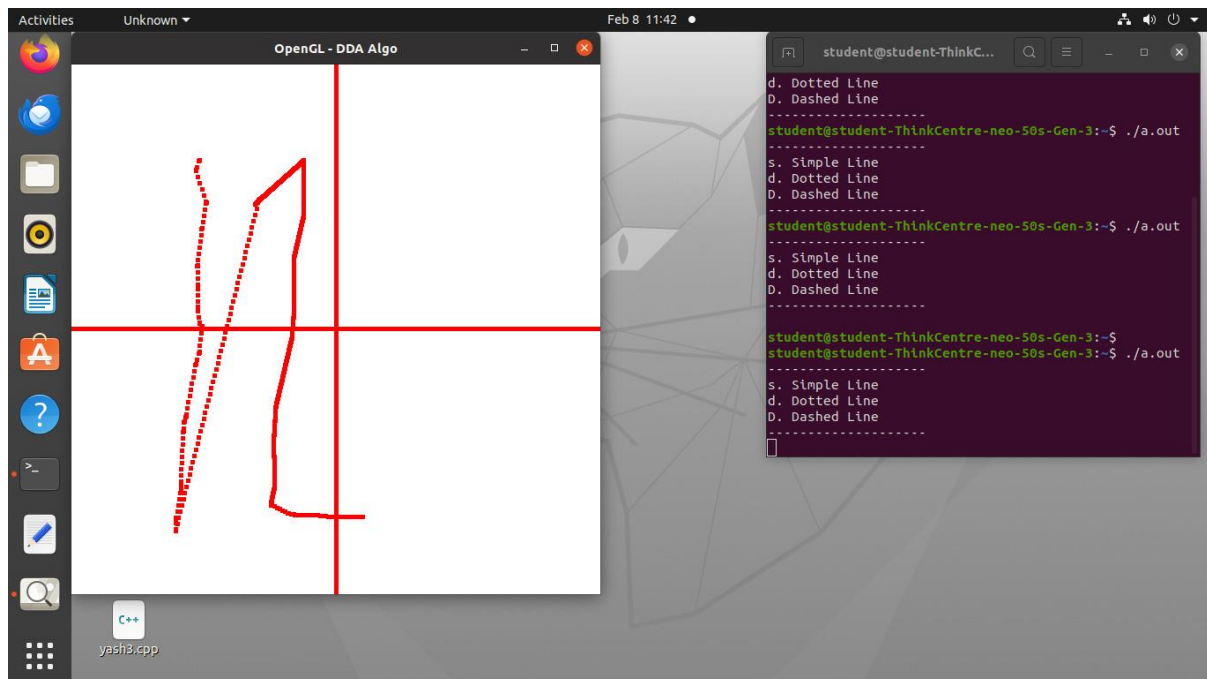 Activities
Unknown
Feb 8 11:42
OpenGL - DDA Algo
C++
yash3.cpp
student@student-ThinkC...
d. Dotted Line
D. Dashed Line
--------------------
student@student-ThinkCentre-neo-50s-Gen-3:~$ ./a.out
--------------------
s. Simple Line
d. Dotted Line
D. Dashed Line
--------------------
student@student-ThinkCentre-neo-50s-Gen-3:~$ ./a.out
--------------------
s. Simple Line
d. Dotted Line
D. Dashed Line
--------------------
student@student-ThinkCentre-neo-50s-Gen-3:~$
student@student-ThinkCentre-neo-50s-Gen-3:~$ ./a.out
--------------------
s. Simple Line
d. Dotted Line
D. Dashed Line
--------------------